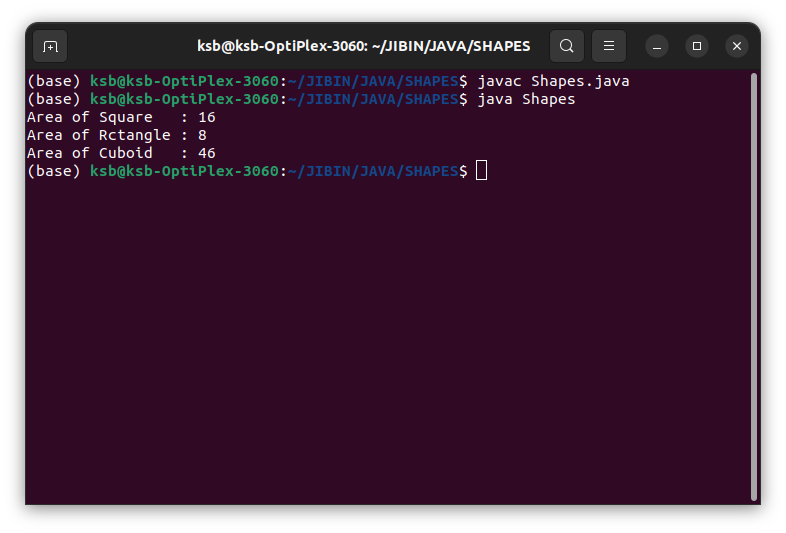 ksb@ksb-OptiPlex-3060: ~/JIBIN/JAVA/SHAPES
(base) ksb@ksb-OptiPlex-3060:~/JIBIN/JAVA/SHAPES$ javac Shapes.java
(base) ksb@ksb-OptiPlex-3060:~/JIBIN/JAVA/SHAPES$ java Shapes
Area of Square   : 16
Area of Rctangle : 8
Area of Cuboid   : 46
(base) ksb@ksb-OptiPlex-3060:~/JIBIN/JAVA/SHAPES$